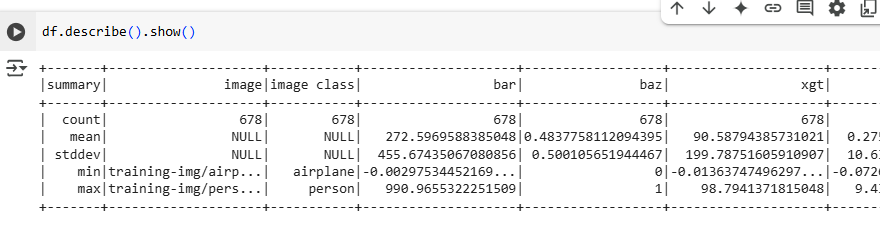 df.describe().show()
+-------+--------------------+-----------+--------------------+------------------+--------------------+------
|summary| image|image class| bar| baz| xgt|
+-------+--------------------+-----------+--------------------+------------------+--------------------+------
| count| 678| 678| 678| 678| 678|
| mean| NULL| NULL| 272.5969588385048|0.4837758112094395| 90.58794385731021| 0.275
| stddev| NULL| NULL| 455.67435067080856| 0.500105651944467| 199.78751605910907| 10.6
| min|training-img/airp...| airplane|-0.00297534452169...| 0|-0.01363747496297...|-0.072
| max|training-img/pers...| person| 990.9655322251509| 1| 98.7941371815048| 9.4
+-------+--------------------+-----------+--------------------+------------------+--------------------+------